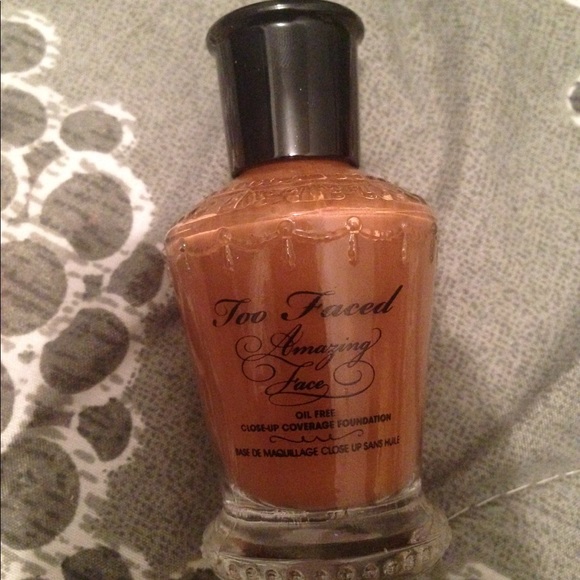 Too Faced
Amazing
Face
OIL FREE
CLOSE-UP COVERAGE FOUNDATION
BASE DE MAQUILLAGE CLOSE UP SANS HUILE